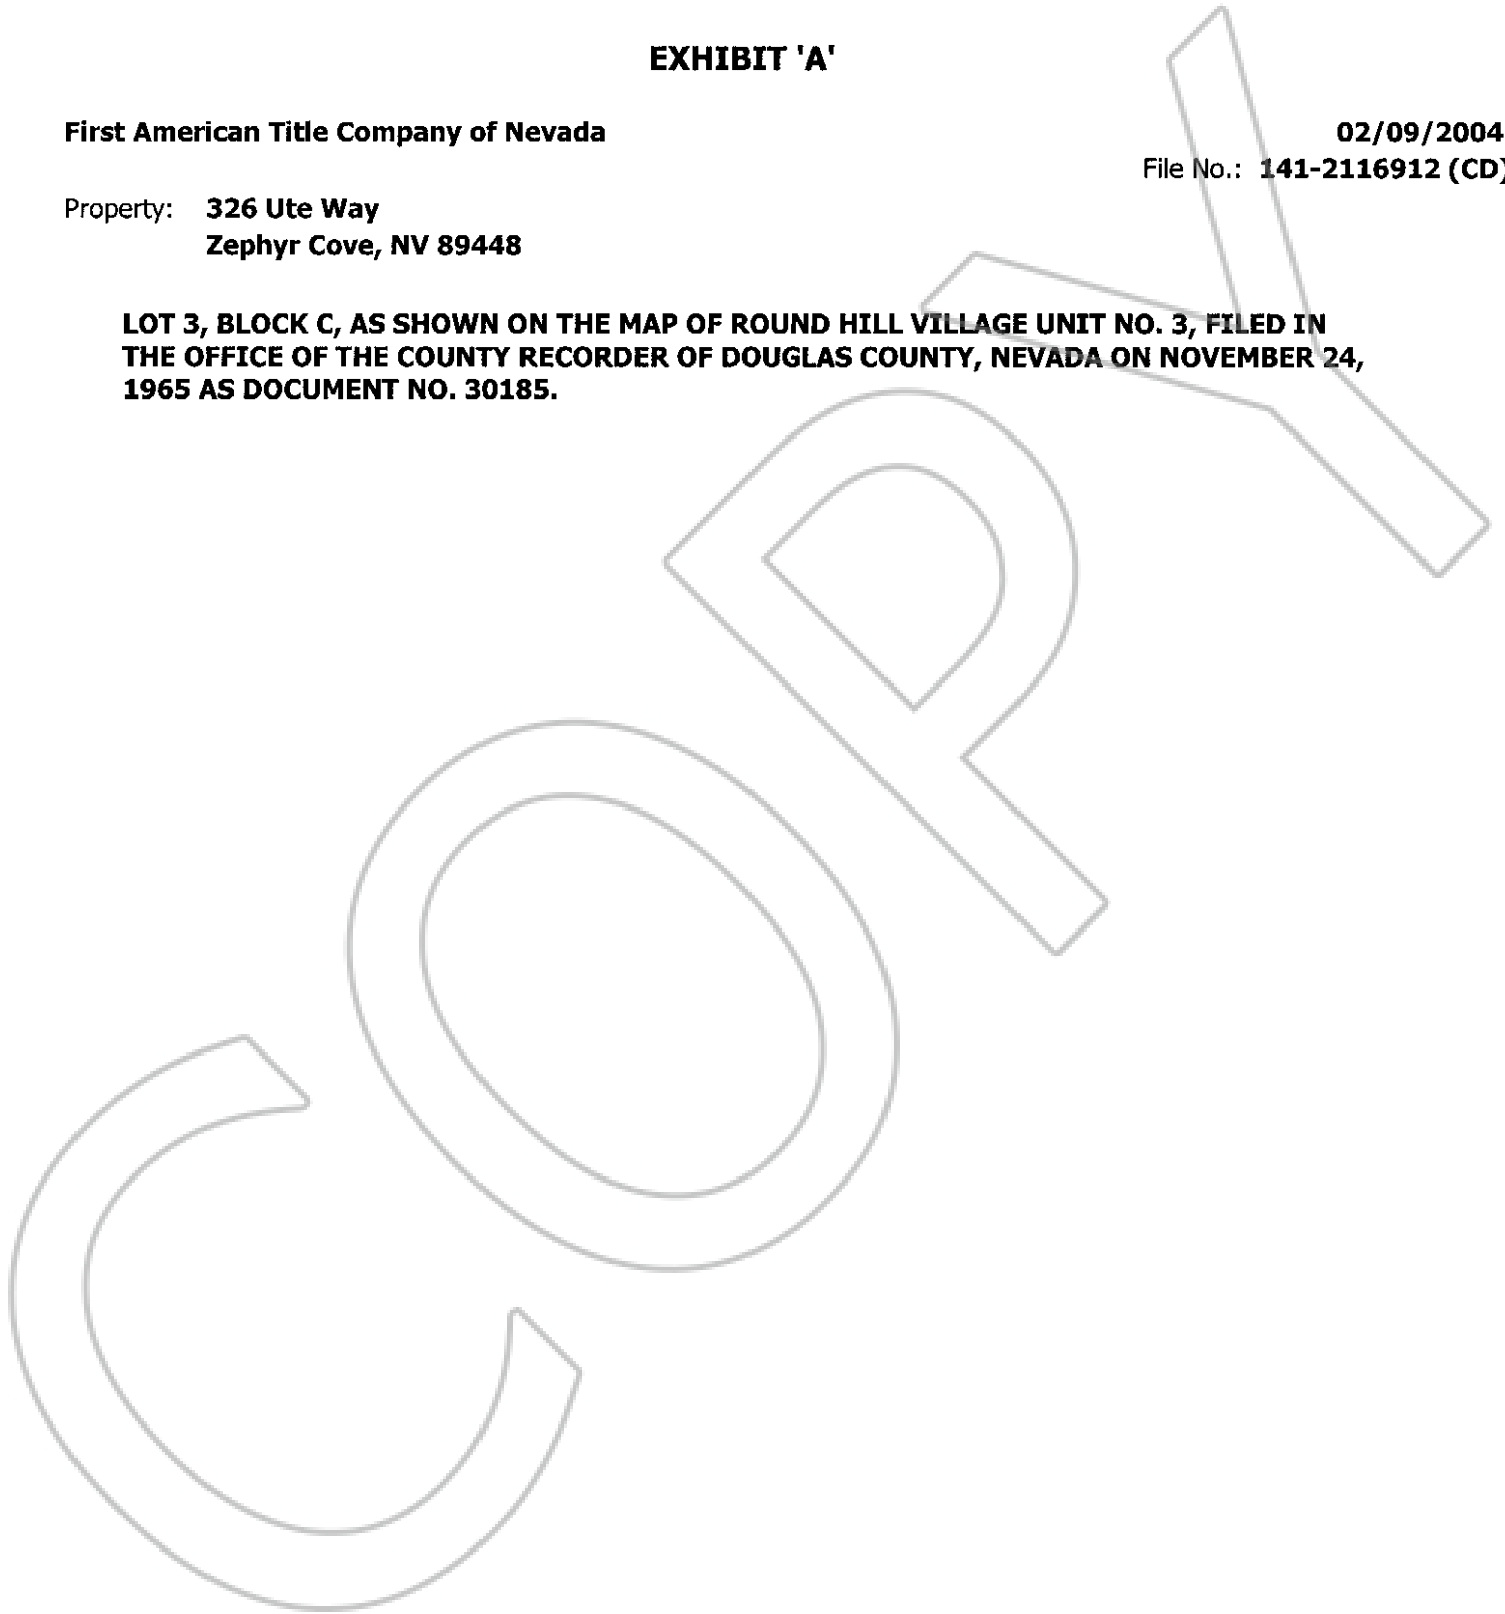 EXHIBIT 'A'
First American Title Company of Nevada
02/09/2004
File No.: 141-2116912 (CD)
Property: 326 Ute Way
Zephyr Cove, NV 89448
LOT 3, BLOCK C, AS SHOWN ON THE MAP OF ROUND HILL VILLAGE UNIT NO. 3, FILED IN
THE OFFICE OF THE COUNTY RECORDER OF DOUGLAS COUNTY, NEVADA ON NOVEMBER 24,
1965 AS DOCUMENT NO. 30185.
COPY